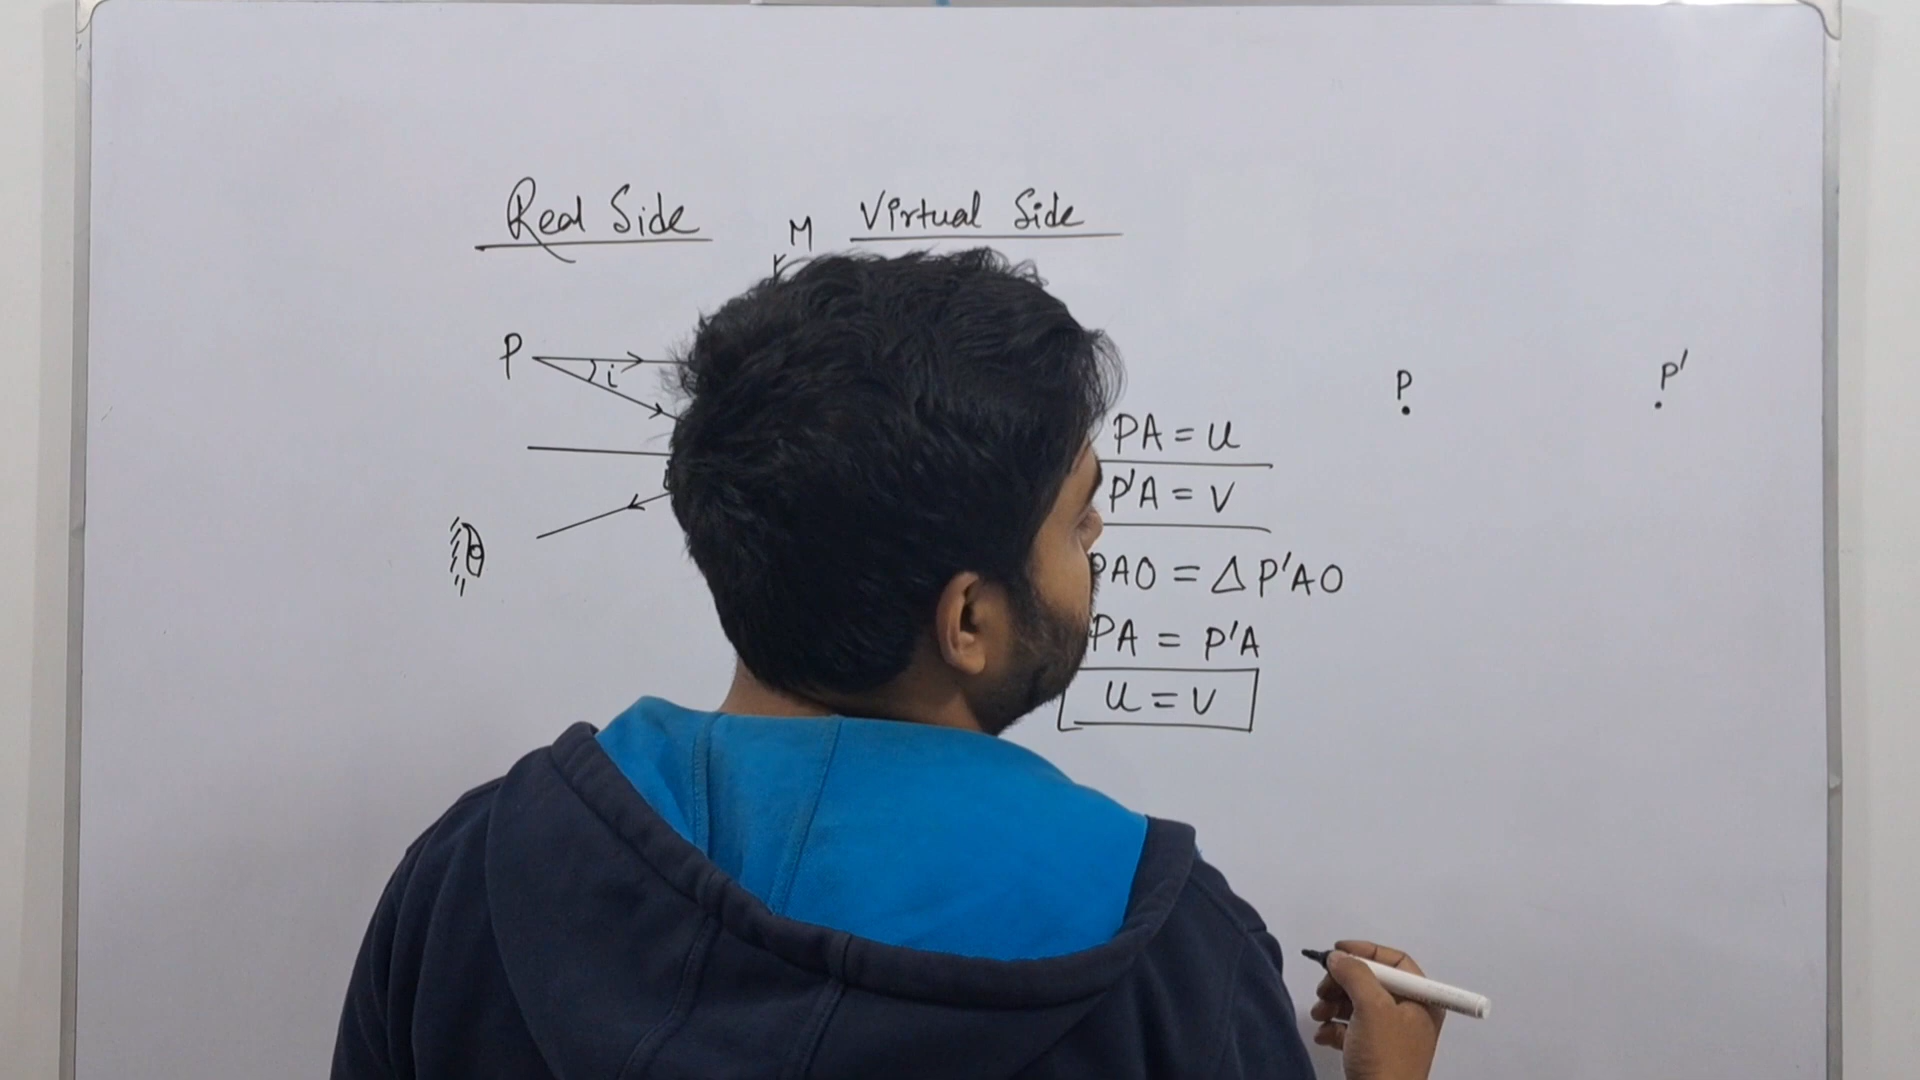 Real Side
M
Virtual Side
P
i
PA = u
P'A = v
PAO = Δ P'AO
PA = P'A
u = v
P
P'